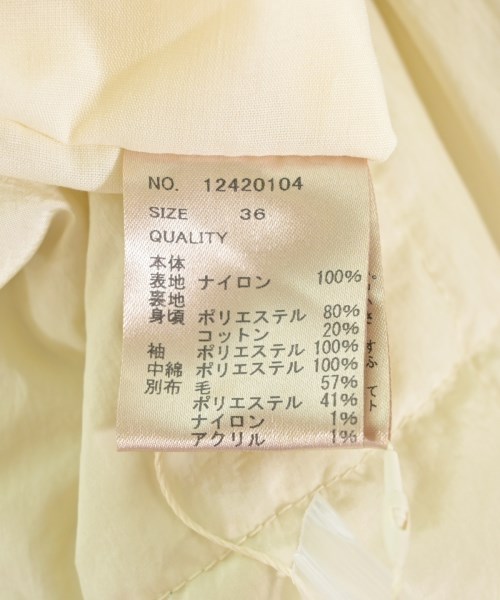 NO. 12420104
SIZE 36
QUALITY
本体
表地 ナイロン 100%
裏地
身頃 ポリエステル 80%
コットン 20%
袖 ポリエステル 100%
中綿 ポリエステル 100%
別布 毛 57%
ポリエステル 41%
ナイロン 1%
アクリル 1%